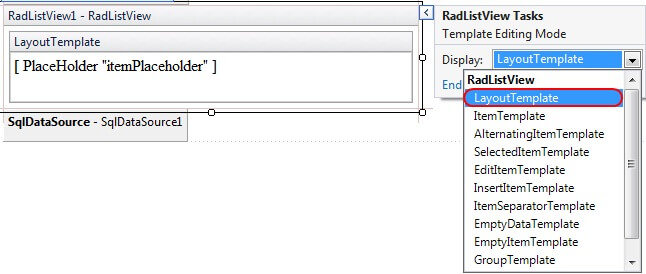 RadListView1 - RadListView
LayoutTemplate
[ PlaceHolder "itemPlaceholder" ]
SqlDataSource - SqlDataSource1
RadListView Tasks
Template Editing Mode
Display: LayoutTemplate
End
RadListView
LayoutTemplate
ItemTemplate
AlternatingItemTemplate
SelectedItemTemplate
EditItemTemplate
InsertItemTemplate
ItemSeparatorTemplate
EmptyDataTemplate
EmptyItemTemplate
GroupTemplate